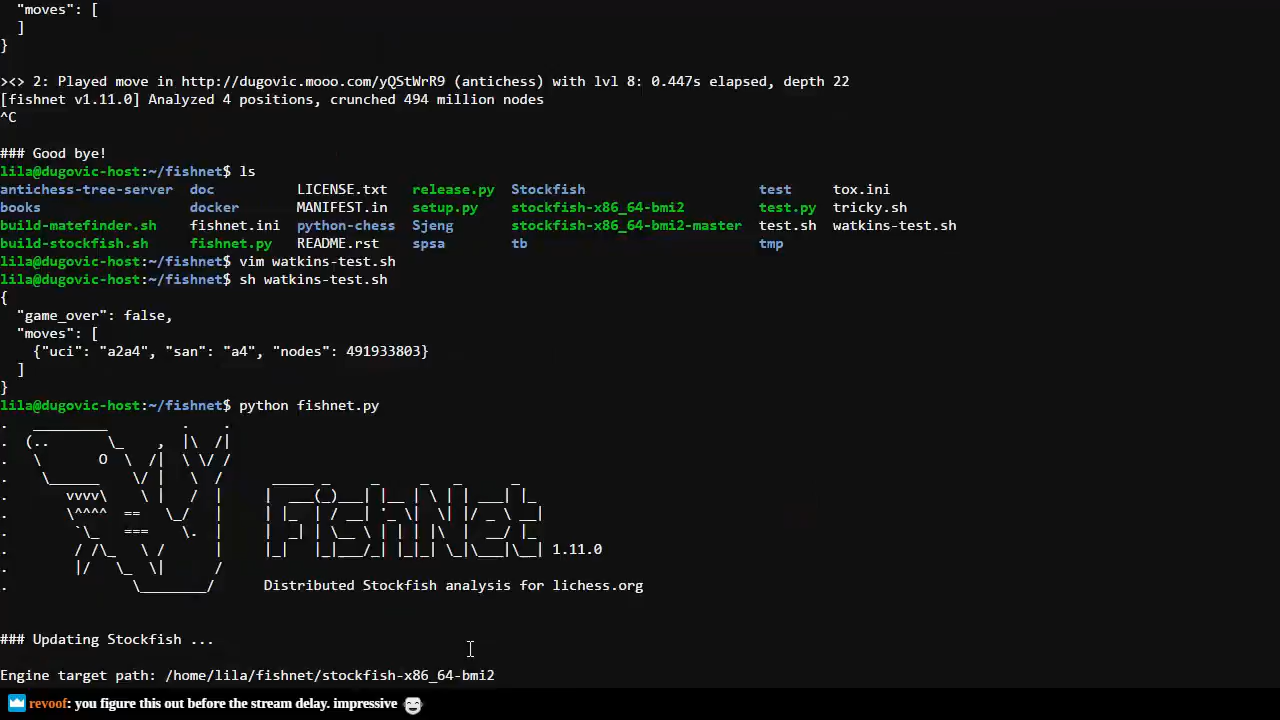 "moves": [
  ]
}

><> 2: Played move in http://dugovic.mooo.com/yQStWrR9 (antichess) with lvl 8: 0.447s elapsed, depth 22
[fishnet v1.11.0] Analyzed 4 positions, crunched 494 million nodes
^C

### Good bye!
lila@dugovic-host:~/fishnet$ ls
antichess-tree-server  doc         LICENSE.txt   release.py  Stockfish                     test     tox.ini
books                  docker      MANIFEST.in   setup.py    stockfish-x86_64-bmi2         test.py  tricky.sh
build-matefinder.sh    fishnet.ini  python-chess  Sjeng       stockfish-x86_64-bmi2-master  test.sh  watkins-test.sh
build-stockfish.sh     fishnet.py  README.rst    spsa        tb                            tmp
lila@dugovic-host:~/fishnet$ vim watkins-test.sh
lila@dugovic-host:~/fishnet$ sh watkins-test.sh
{
  "game_over": false,
  "moves": [
    {"uci": "a2a4", "san": "a4", "nodes": 491933803}
  ]
}
lila@dugovic-host:~/fishnet$ python fishnet.py
FishNet 1.11.0
Distributed Stockfish analysis for lichess.org

### Updating Stockfish ...

Engine target path: /home/lila/fishnet/stockfish-x86_64-bmi2
revoof: you figure this out before the stream delay. impressive